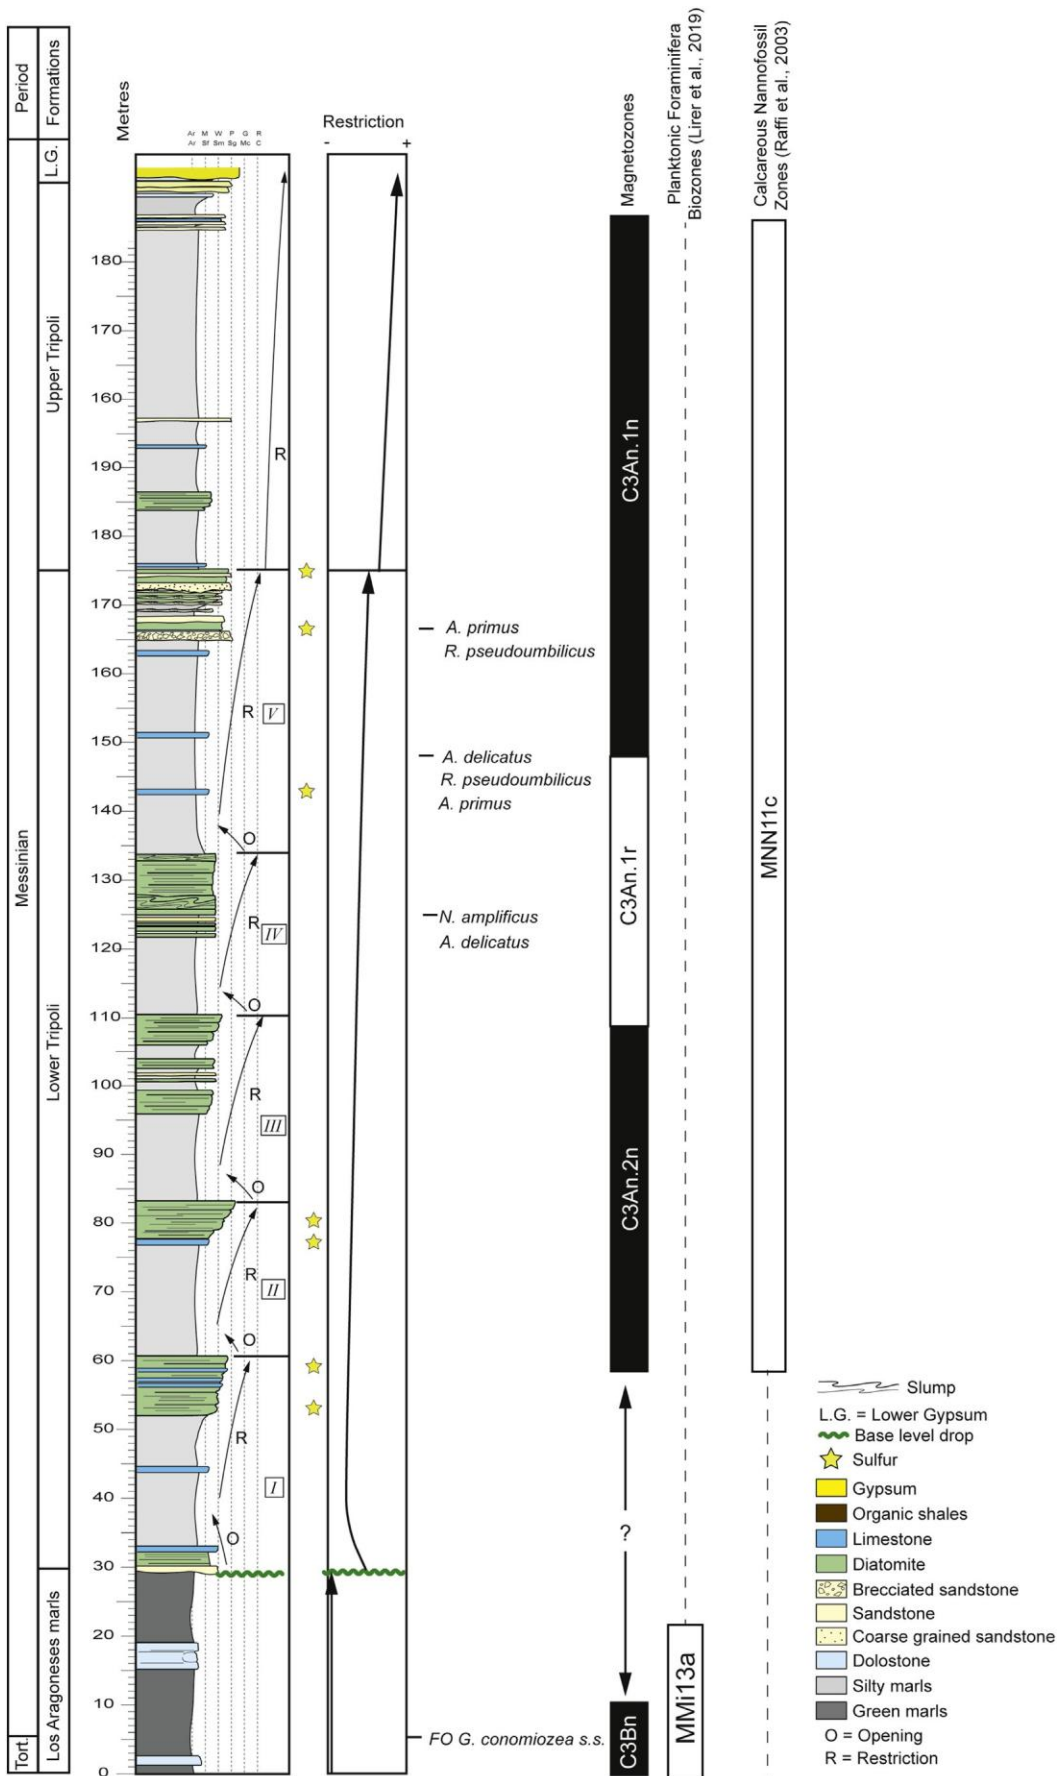 Period
Formations
Metres
Ar M W P G R
Ar Sf Sm Sg Mc C
Restriction
- +
Magnetozones
Planktonic Foraminifera
Biozones (Lirer et al., 2019)
Calcareous Nannofossil
Zones (Raffi et al., 2003)
L.G.
Upper Tripoli
Lower Tripoli
Los Aragoneses marls
Messinian
Tort.
180
170
160
190
180
170
160
150
140
130
120
110
100
90
80
70
60
50
40
30
20
10
0
R
R V
O
R IV
O
R
III
O
R
II
O
R
I
O
A. primus
R. pseudoumbilicus
A. delicatus
R. pseudoumbilicus
A. primus
N. amplificus
A. delicatus
FO G. conomiozea s.s.
C3An.1n
C3An.1r
C3An.2n
?
C3Bn
MMi13a
MNN11c
Slump
L.G. = Lower Gypsum
Base level drop
Sulfur
Gypsum
Organic shales
Limestone
Diatomite
Brecciated sandstone
Sandstone
Coarse grained sandstone
Dolostone
Silty marls
Green marls
O = Opening
R = Restriction